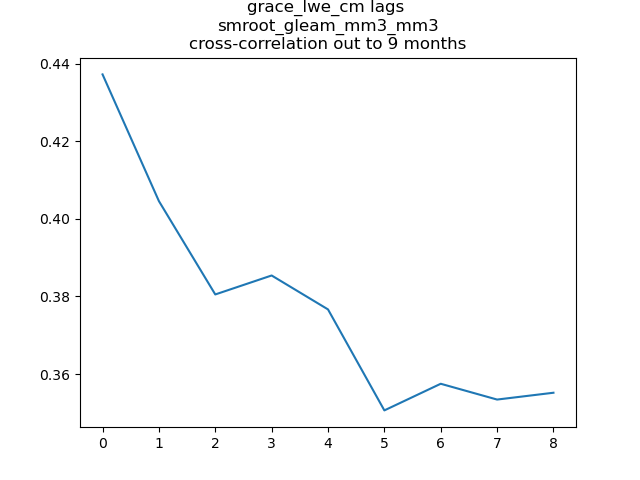 grace_lwe_cm lags
smroot_gleam_mm3_mm3
cross-correlation out to 9 months
0.44
0.42
0.40
0.38
0.36
0 1 2 3 4 5 6 7 8